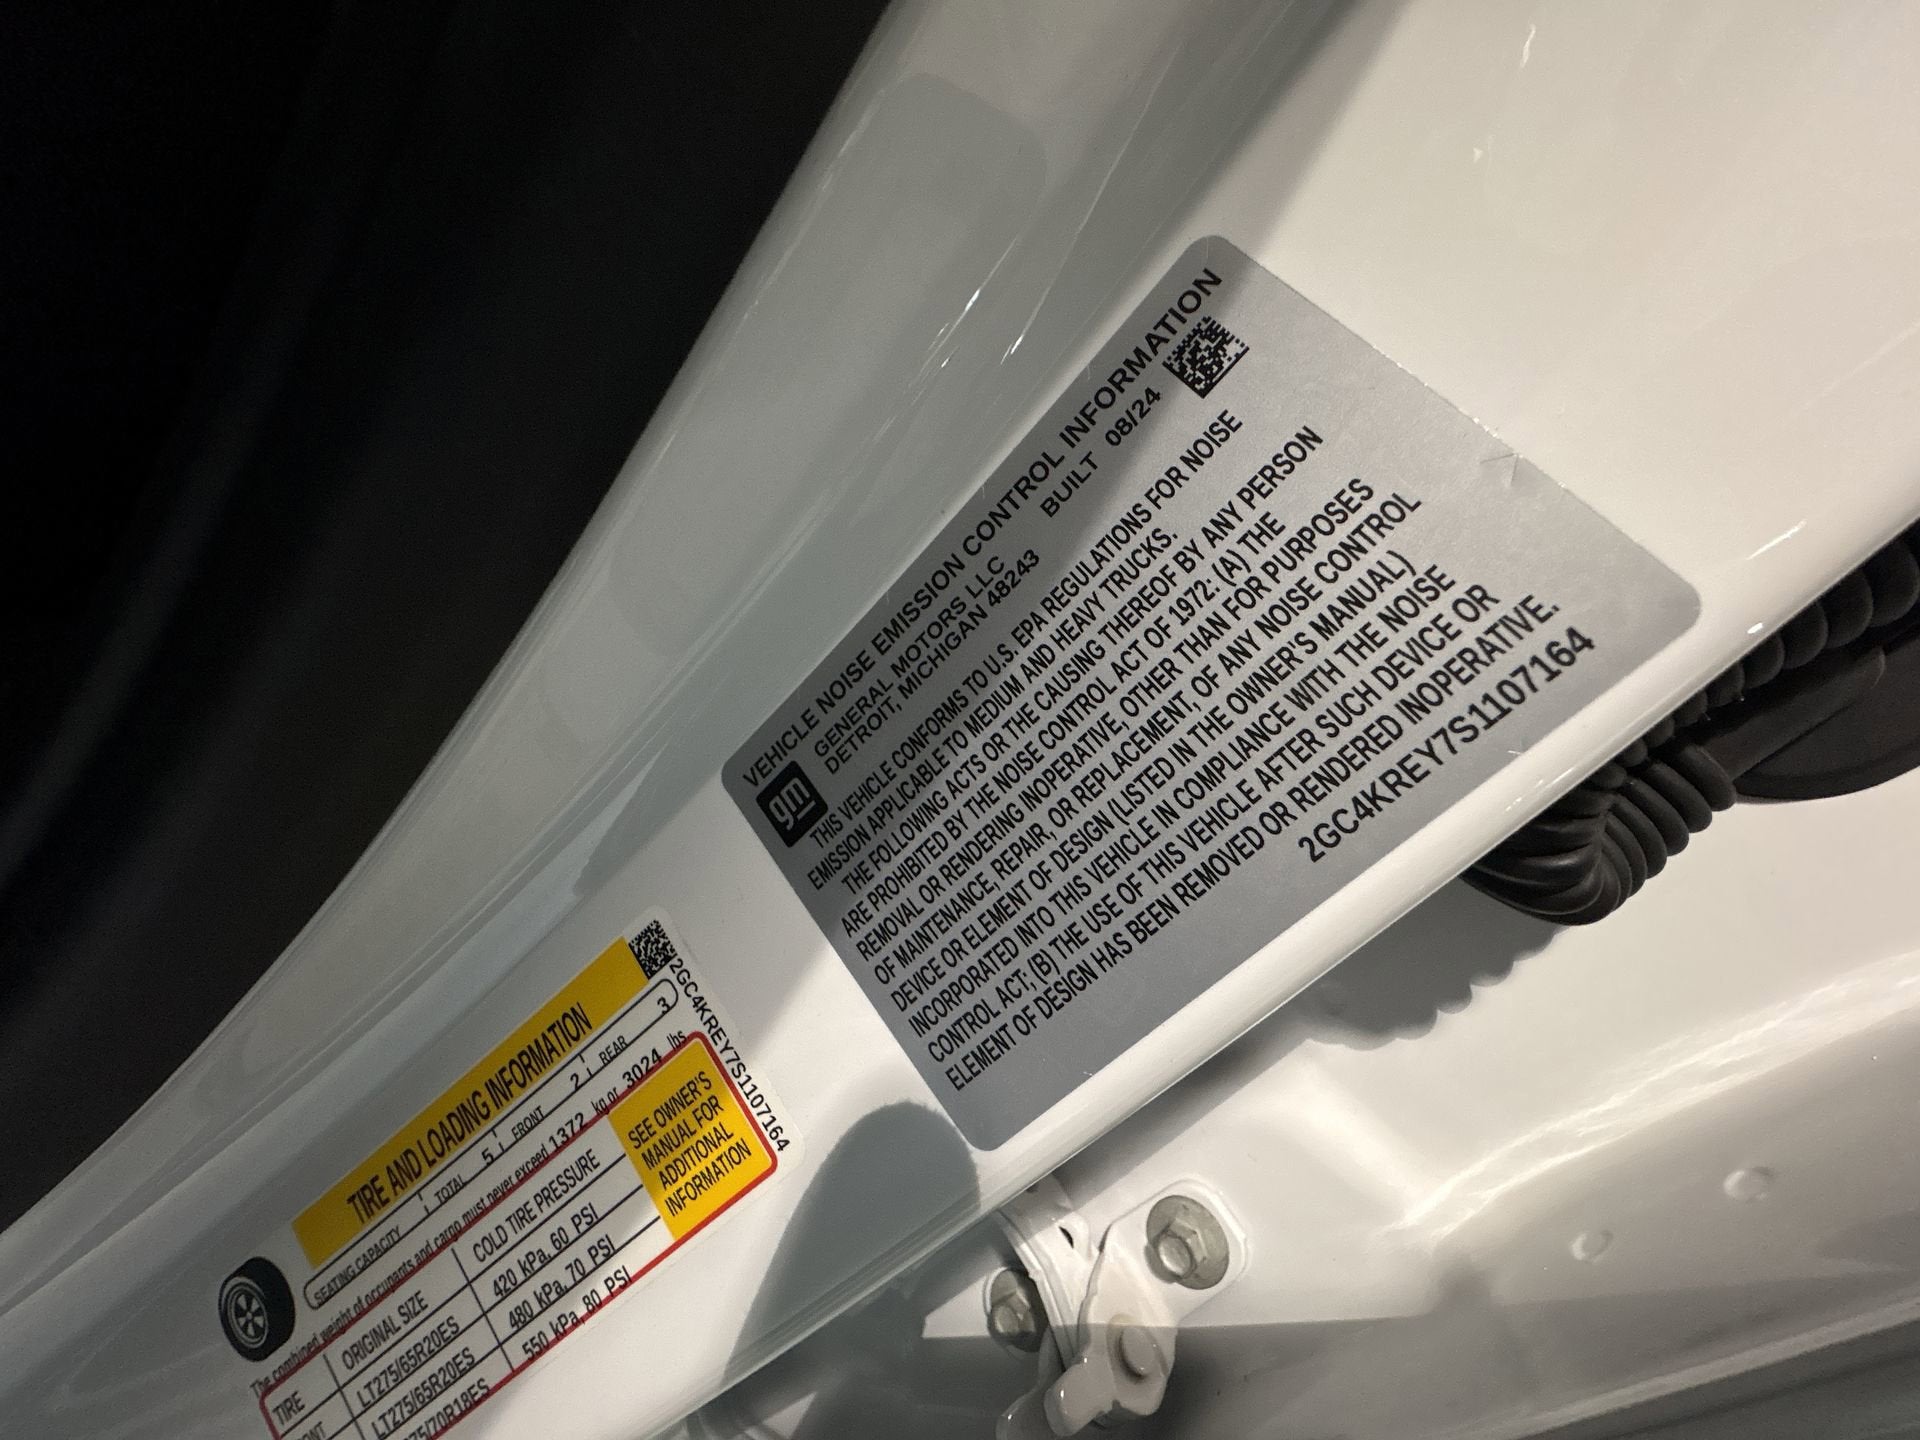 VEHICLE NOISE EMISSION CONTROL INFORMATION
gm
GENERAL MOTORS LLC
DETROIT, MICHIGAN 48243
BUILT 08/24
THIS VEHICLE CONFORMS TO U.S. EPA REGULATIONS FOR NOISE
EMISSION APPLICABLE TO MEDIUM AND HEAVY TRUCKS.
THE FOLLOWING ACTS OR THE CAUSING THEREOF BY ANY PERSON
ARE PROHIBITED BY THE NOISE CONTROL ACT OF 1972: (A) THE
REMOVAL OR RENDERING INOPERATIVE, OTHER THAN FOR PURPOSES
OF MAINTENANCE, REPAIR, OR REPLACEMENT, OF ANY NOISE CONTROL
DEVICE OR ELEMENT OF DESIGN (LISTED IN THE OWNER'S MANUAL)
INCORPORATED INTO THIS VEHICLE IN COMPLIANCE WITH THE NOISE
CONTROL ACT; (B) THE USE OF THIS VEHICLE AFTER SUCH DEVICE OR
ELEMENT OF DESIGN HAS BEEN REMOVED OR RENDERED INOPERATIVE.
2GC4KREY7S1107164
TIRE AND LOADING INFORMATION
SEATING CAPACITY TOTAL 5 FRONT 2 REAR 3
The combined weight of occupants and cargo must never exceed 1372 kg or 3024 lbs
TIRE ORIGINAL SIZE COLD TIRE PRESSURE
LT275/65R20ES 420 kPa, 60 PSI
LT275/65R20ES 480 kPa, 70 PSI
550 kPa, 80 PSI
SEE OWNER'S
MANUAL FOR
ADDITIONAL
INFORMATION
2GC4KREY7S1107164